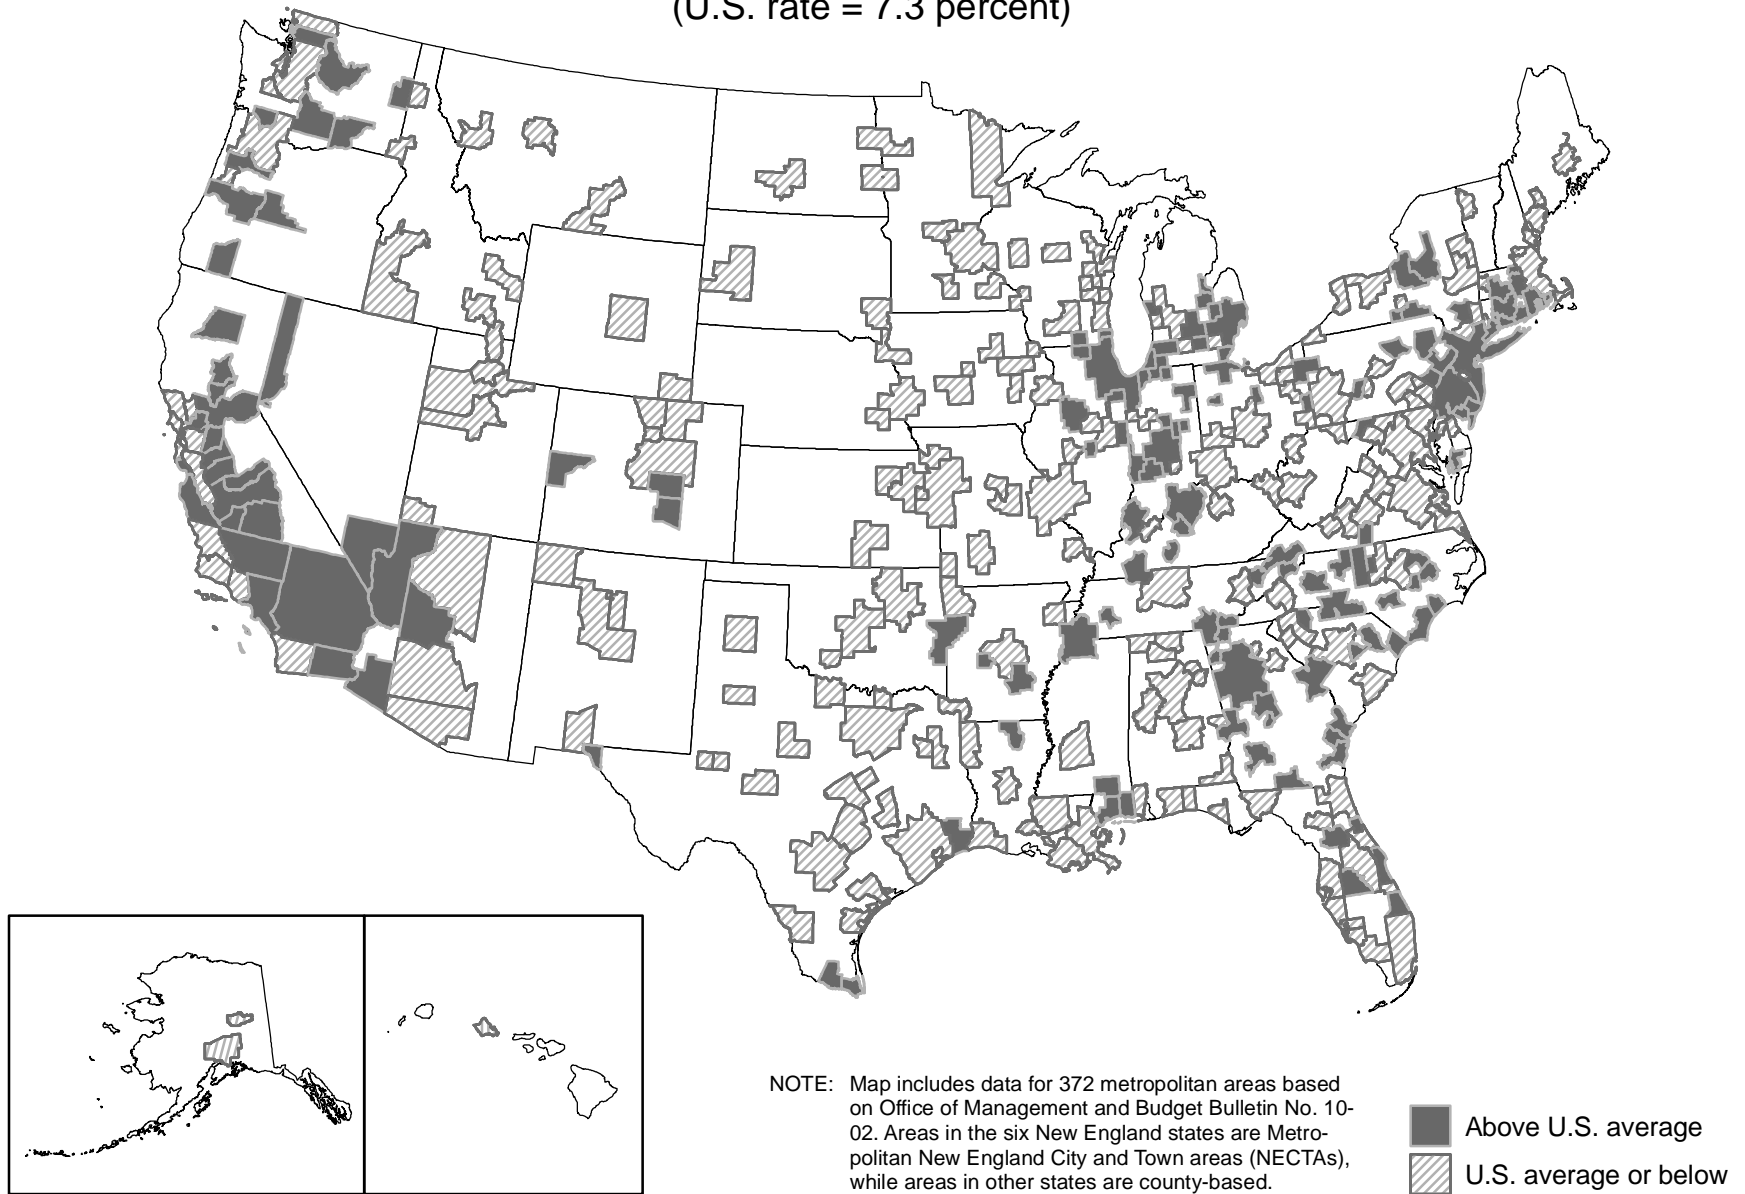 (U.S. rate = 7.3 percent)
NOTE: Map includes data for 372 metropolitan areas based
on Office of Management and Budget Bulletin No. 10-
02. Areas in the six New England states are Metro-
politan New England City and Town areas (NECTAs),
while areas in other states are county-based.
Above U.S. average
U.S. average or below